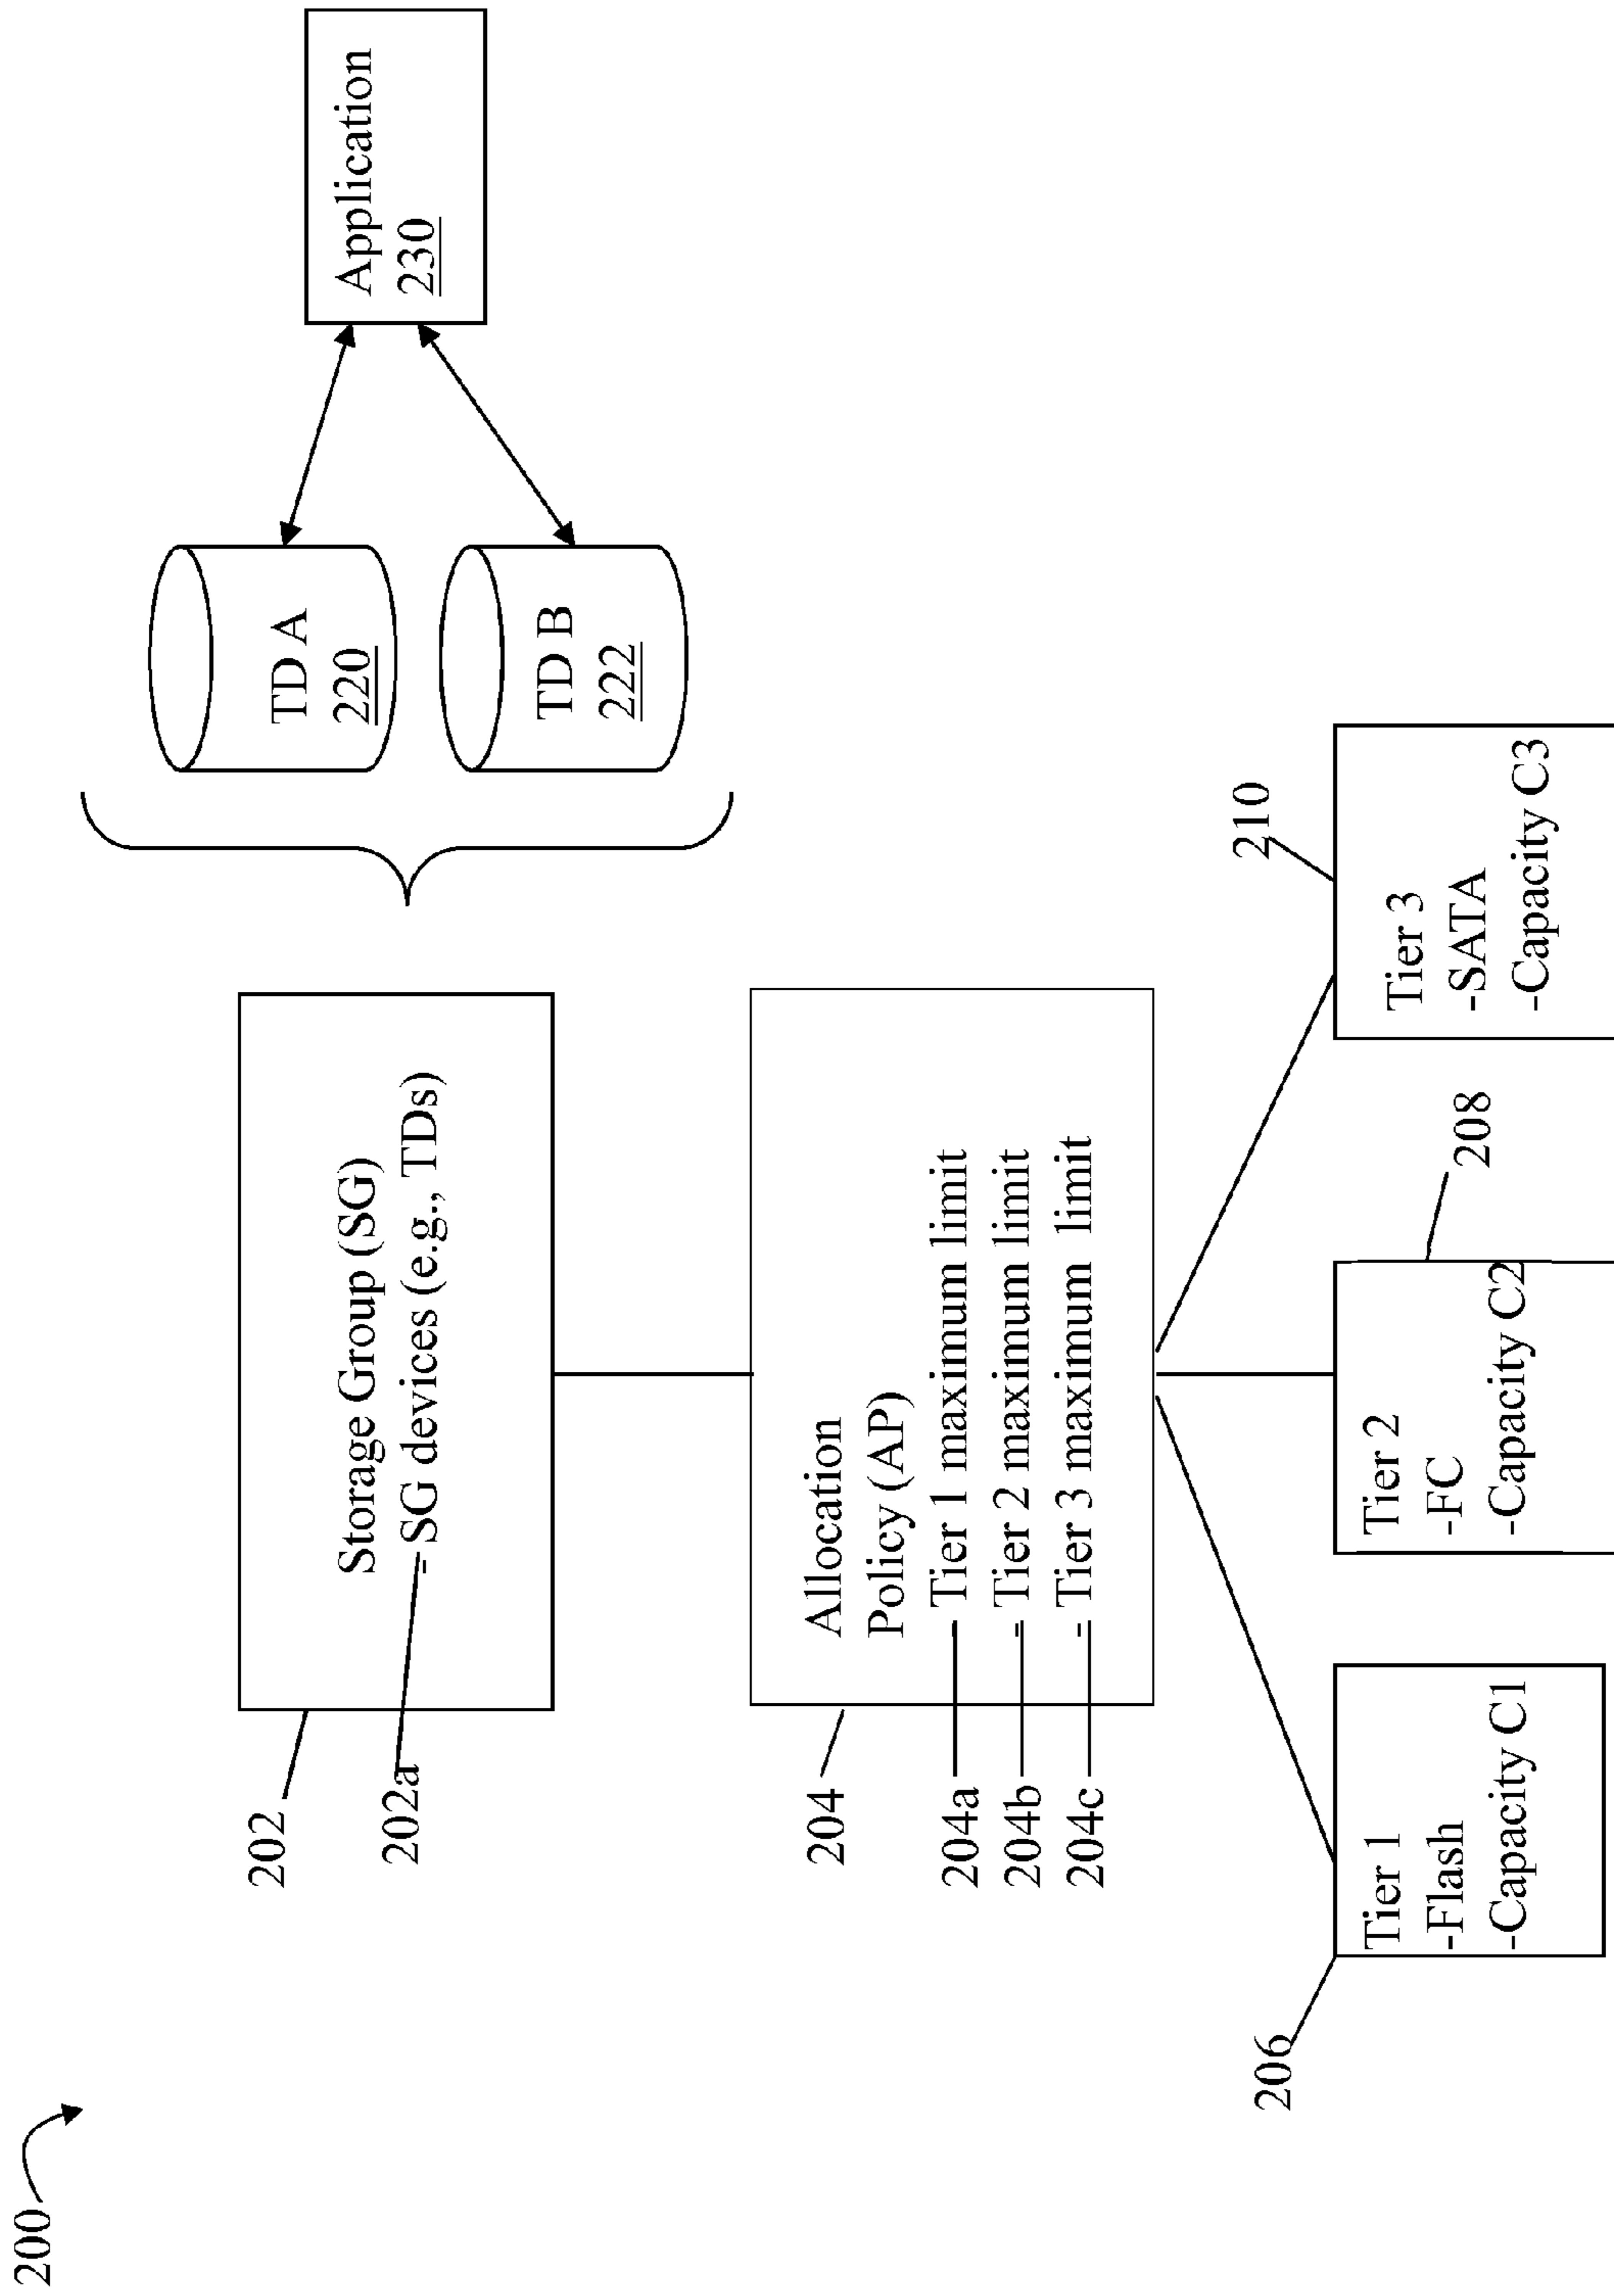 200
202
Storage Group (SG)
202a
- SG devices (e.g., TDs)
TD A
220
TD B
222
Application
230
204
Allocation
Policy (AP)
204a
- Tier 1 maximum limit
204b
- Tier 2 maximum limit
204c
- Tier 3 maximum limit
206
Tier 1
-Flash
-Capacity C1
208
Tier 2
-FC
-Capacity C2
210
Tier 3
-SATA
-Capacity C3